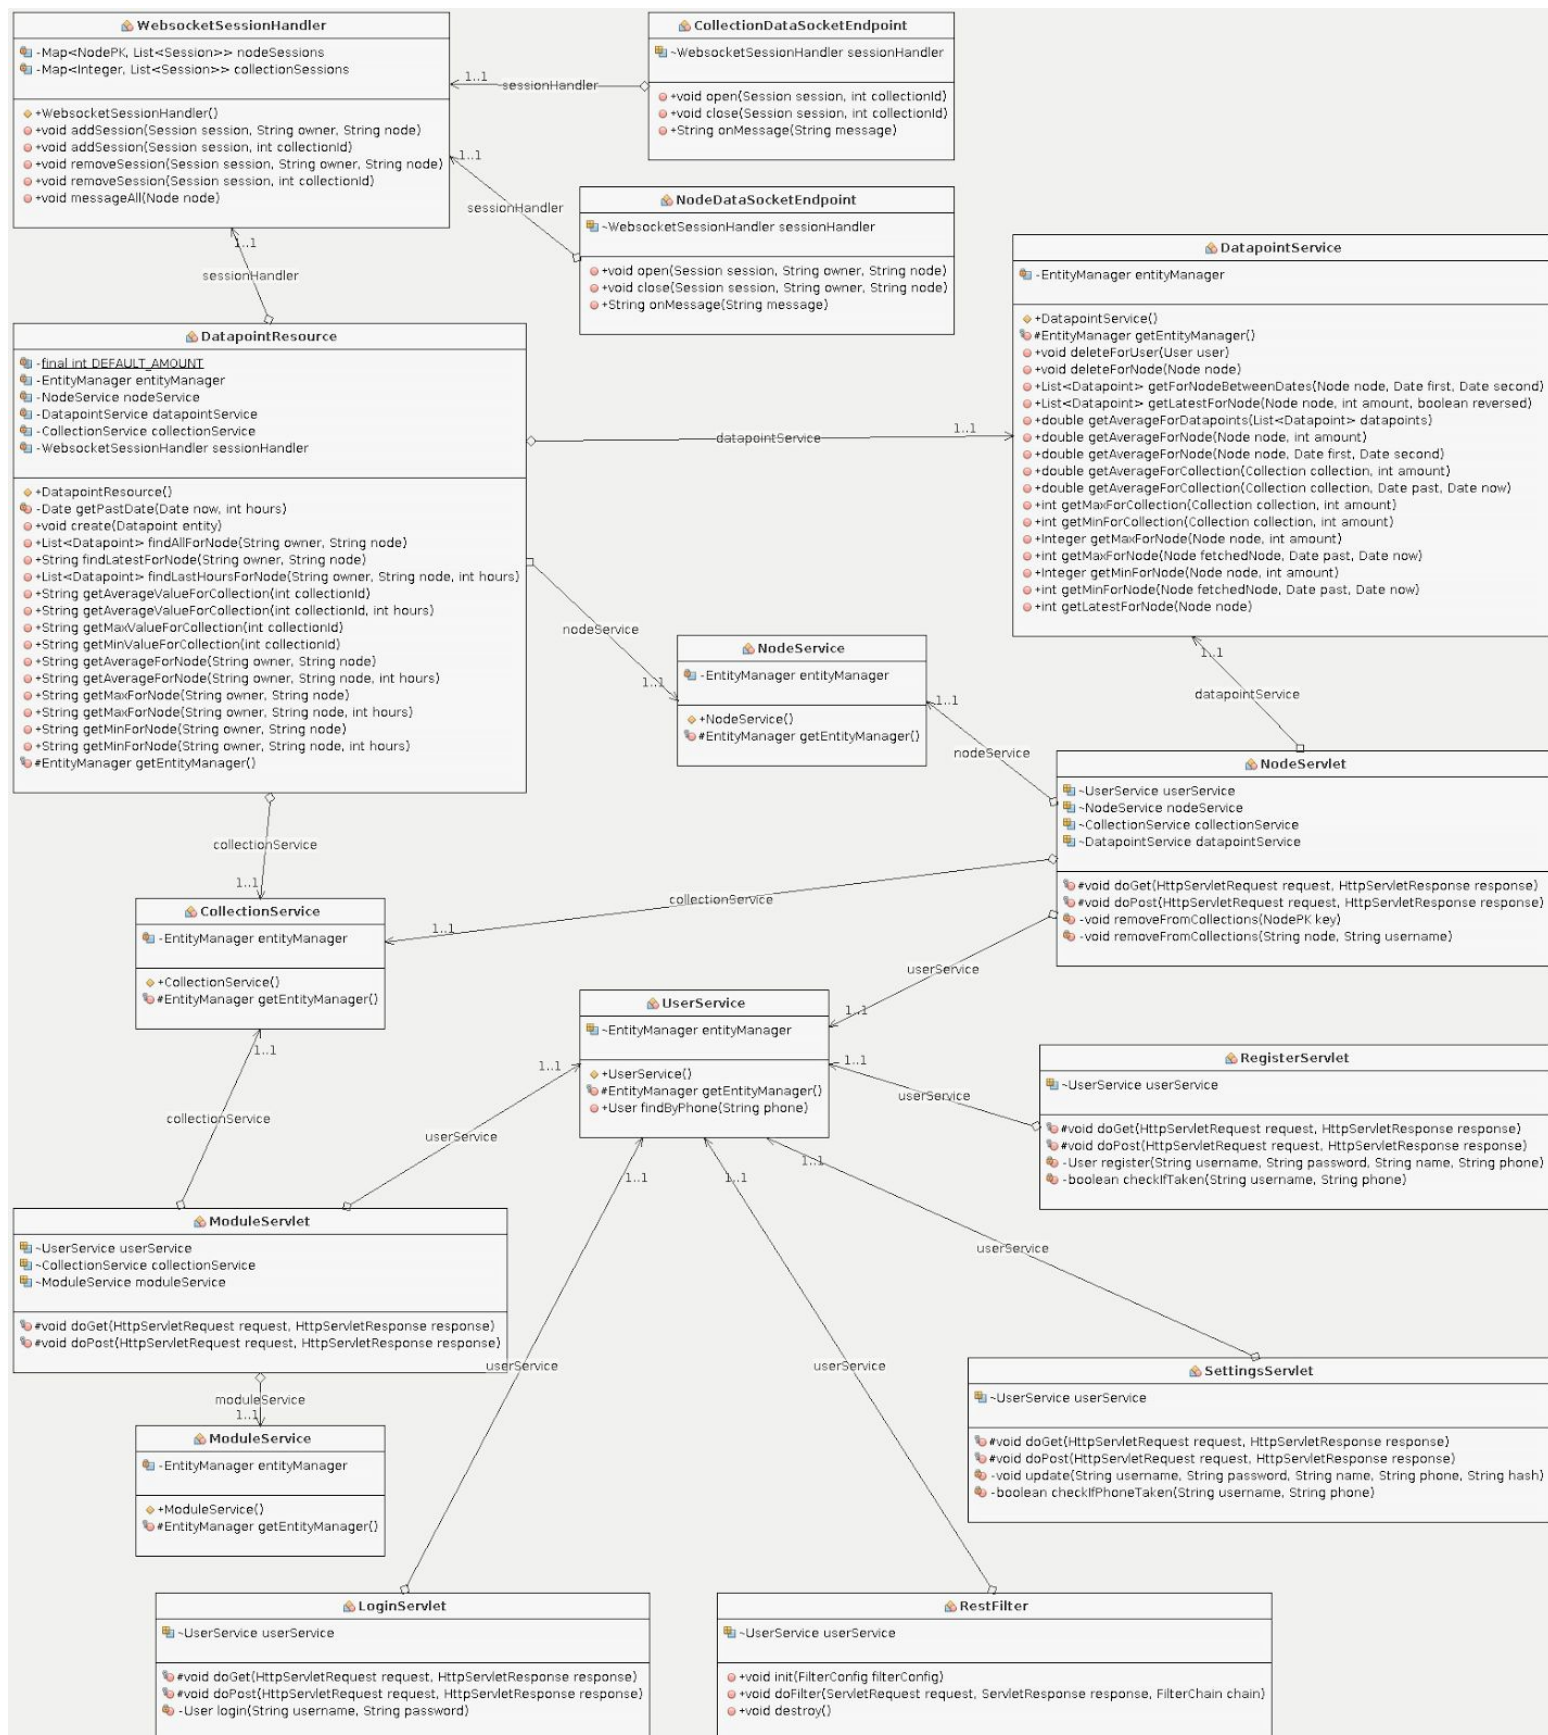 WebsocketSessionHandler
-Map<NodePK, List<Session>> nodeSessions
-Map<Integer, List<Session>> collectionSessions
+WebsocketSessionHandler()
+void addSession(Session session, String owner, String node)
+void addSession(Session session, int collectionId)
+void removeSession(Session session, String owner, String node)
+void removeSession(Session session, int collectionId)
+void messageAll(Node node)
CollectionDataSocketEndpoint
~WebsocketSessionHandler sessionHandler
+void open(Session session, int collectionId)
+void close(Session session, int collectionId)
+String onMessage(String message)
1..1
sessionHandler
1..1
sessionHandler
NodeDataSocketEndpoint
~WebsocketSessionHandler sessionHandler
+void open(Session session, String owner, String node)
+void close(Session session, String owner, String node)
+String onMessage(String message)
1..1
sessionHandler
DatapointService
-EntityManager entityManager
+DatapointService()
#EntityManager getEntityManager()
+void deleteForUser(User user)
+void deleteForNode(Node node)
+List<Datapoint> getForNodeBetweenDates(Node node, Date first, Date second)
+List<Datapoint> getLatestForNode(Node node, int amount, boolean reversed)
+double getAverageForDatapoints(List<Datapoint> datapoints)
+double getAverageForNode(Node node, int amount)
+double getAverageForNode(Node node, Date first, Date second)
+double getAverageForCollection(Collection collection, int amount)
+double getAverageForCollection(Collection collection, Date past, Date now)
+int getMaxForCollection(Collection collection, int amount)
+int getMinForCollection(Collection collection, int amount)
+Integer getMaxForNode(Node node, int amount)
+int getMaxForNode(Node fetchedNode, Date past, Date now)
+Integer getMinForNode(Node node, int amount)
+int getMinForNode(Node fetchedNode, Date past, Date now)
+int getLatestForNode(Node node)
DatapointResource
-final int DEFAULT_AMOUNT
-EntityManager entityManager
-NodeService nodeService
-DatapointService datapointService
-CollectionService collectionService
-WebsocketSessionHandler sessionHandler
+DatapointResource()
-Date getPastDate(Date now, int hours)
+void create(Datapoint entity)
+List<Datapoint> findAllForNode(String owner, String node)
+String findLatestForNode(String owner, String node)
+List<Datapoint> findLastHoursForNode(String owner, String node, int hours)
+String getAverageValueForCollection(int collectionId)
+String getAverageValueForCollection(int collectionId, int hours)
+String getMaxValueForCollection(int collectionId)
+String getMinValueForCollection(int collectionId)
+String getAverageForNode(String owner, String node)
+String getAverageForNode(String owner, String node, int hours)
+String getMaxForNode(String owner, String node)
+String getMaxForNode(String owner, String node, int hours)
+String getMinForNode(String owner, String node)
+String getMinForNode(String owner, String node, int hours)
#EntityManager getEntityManager()
datapointService
1..1
nodeService
1..1
NodeService
-EntityManager entityManager
+NodeService()
#EntityManager getEntityManager()
1..1
datapointService
1..1
nodeService
NodeServlet
~UserService userService
~NodeService nodeService
~CollectionService collectionService
~DatapointService datapointService
#void doGet(HttpServletRequest request, HttpServletResponse response)
#void doPost(HttpServletRequest request, HttpServletResponse response)
-void removeFromCollections(NodePK key)
-void removeFromCollections(String node, String username)
collectionService
1..1
collectionService
1..1
CollectionService
-EntityManager entityManager
+CollectionService()
#EntityManager getEntityManager()
userService
1..1
UserService
~EntityManager entityManager
+UserService()
#EntityManager getEntityManager()
+User findByPhone(String phone)
1..1
collectionService
1..1
userService
1..1
userService
RegisterServlet
~UserService userService
#void doGet(HttpServletRequest request, HttpServletResponse response)
#void doPost(HttpServletRequest request, HttpServletResponse response)
-User register(String username, String password, String name, String phone)
-boolean checkIfTaken(String username, String phone)
1..1
1..1
1..1
userService
ModuleServlet
~UserService userService
~CollectionService collectionService
~ModuleService moduleService
#void doGet(HttpServletRequest request, HttpServletResponse response)
#void doPost(HttpServletRequest request, HttpServletResponse response)
userService
userService
moduleService
1..1
ModuleService
-EntityManager entityManager
+ModuleService()
#EntityManager getEntityManager()
SettingsServlet
~UserService userService
#void doGet(HttpServletRequest request, HttpServletResponse response)
#void doPost(HttpServletRequest request, HttpServletResponse response)
-void update(String username, String password, String name, String phone, String hash)
-boolean checkIfPhoneTaken(String username, String phone)
LoginServlet
~UserService userService
#void doGet(HttpServletRequest request, HttpServletResponse response)
#void doPost(HttpServletRequest request, HttpServletResponse response)
-User login(String username, String password)
RestFilter
~UserService userService
+void init(FilterConfig filterConfig)
+void doFilter(ServletRequest request, ServletResponse response, FilterChain chain)
+void destroy()